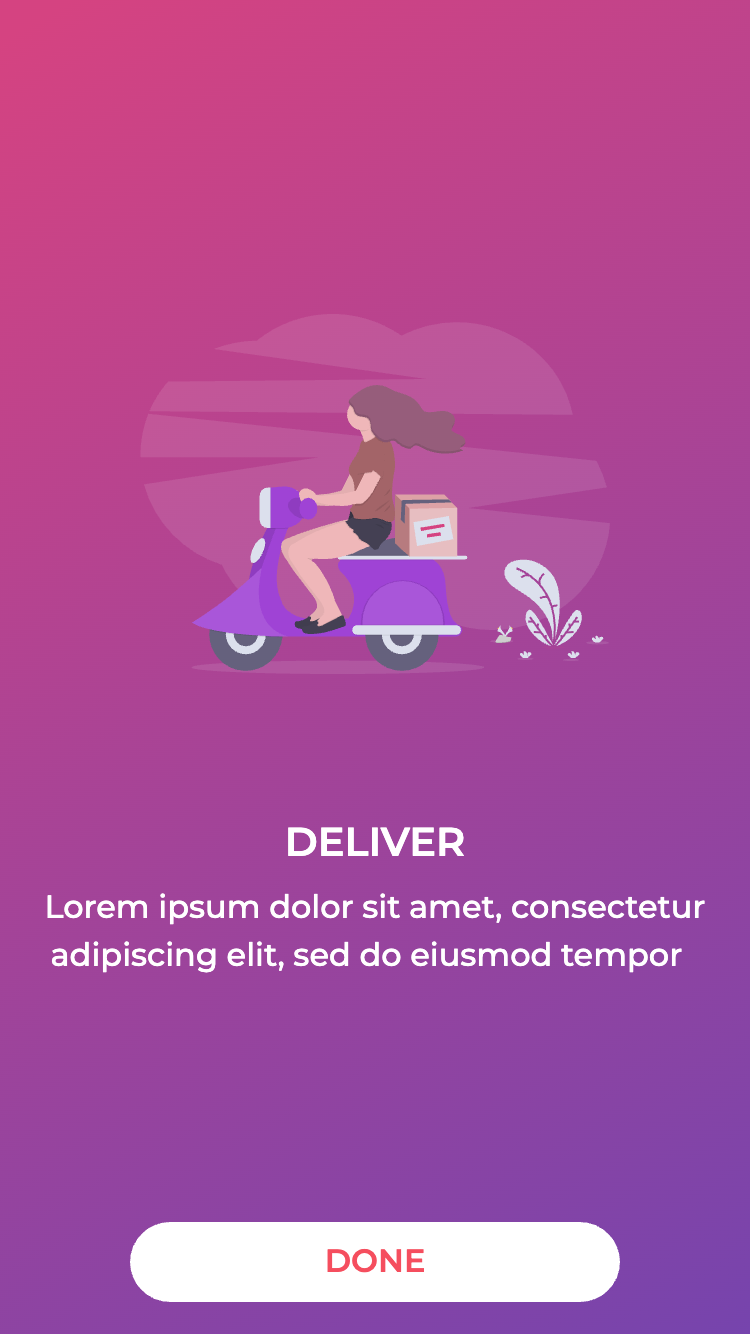 DELIVER
Lorem ipsum dolor sit amet, consectetur
adipiscing elit, sed do eiusmod tempor
DONE